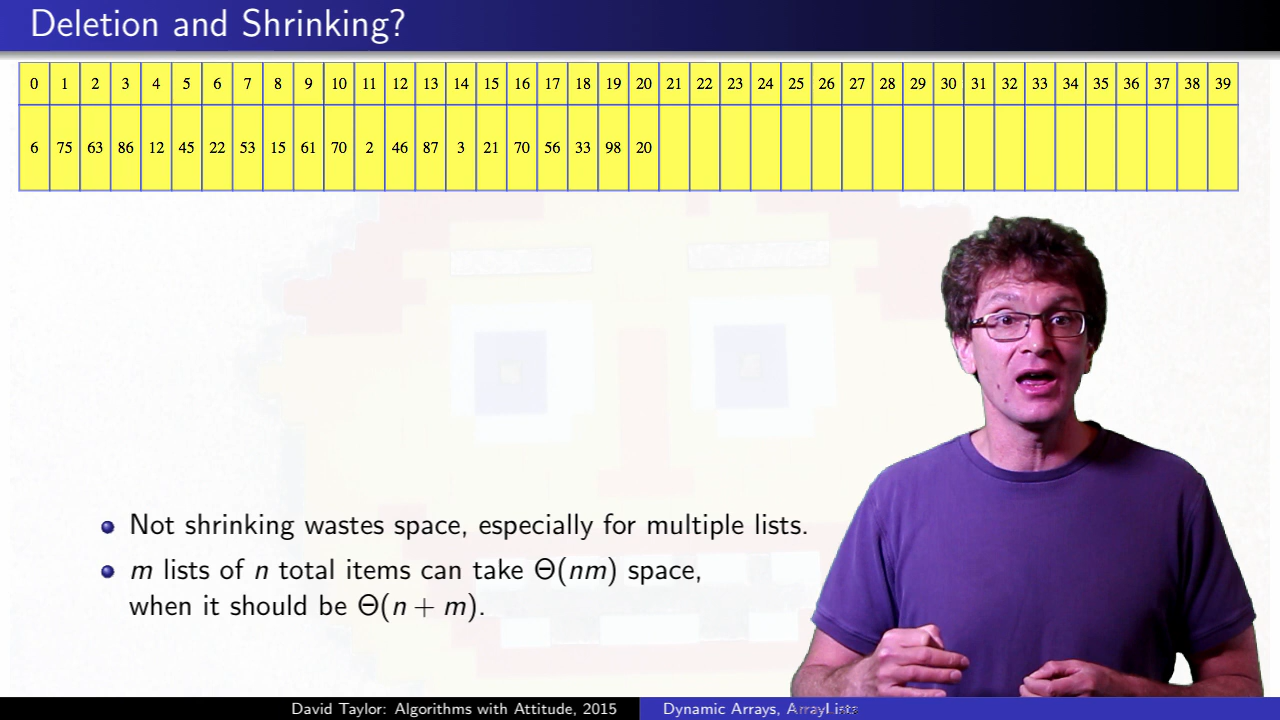 Deletion and Shrinking?
0 1 2 3 4 5 6 7 8 9 10 11 12 13 14 15 16 17 18 19 20 21 22 23 24 25 26 27 28 29 30 31 32 33 34 35 36 37 38 39
6 75 63 86 12 45 22 53 15 61 70 2 46 87 3 21 70 56 33 98 20
Not shrinking wastes space, especially for multiple lists.
m lists of n total items can take Θ(nm) space,
when it should be Θ(n + m).
David Taylor: Algorithms with Attitude, 2015 Dynamic Arrays, ArrayLists